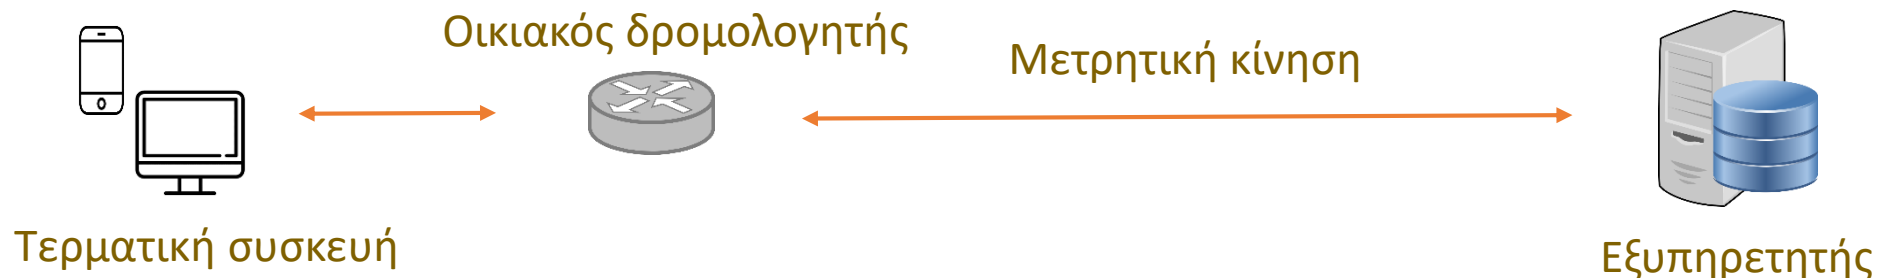 Οικιακός δρομολογητής
Μετρητική κίνηση
Τερματική συσκευή
Εξυπηρετητής